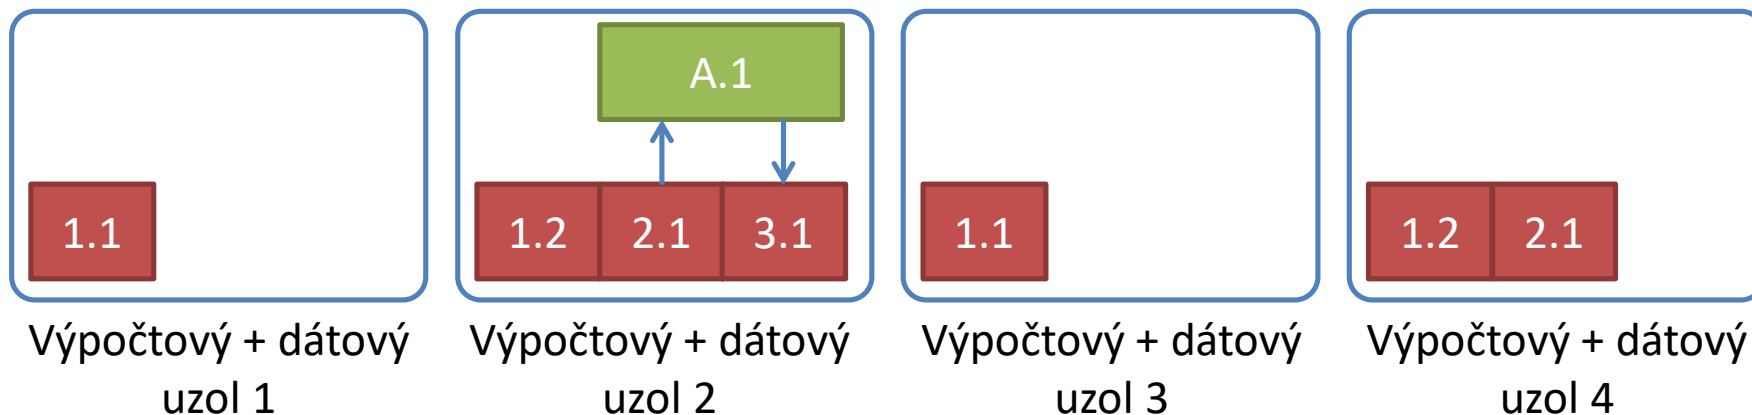 A.1
1.1
1.2 2.1 3.1
1.1
1.2 2.1
Výpočtový + dátový
uzol 1
Výpočtový + dátový
uzol 2
Výpočtový + dátový
uzol 3
Výpočtový + dátový
uzol 4